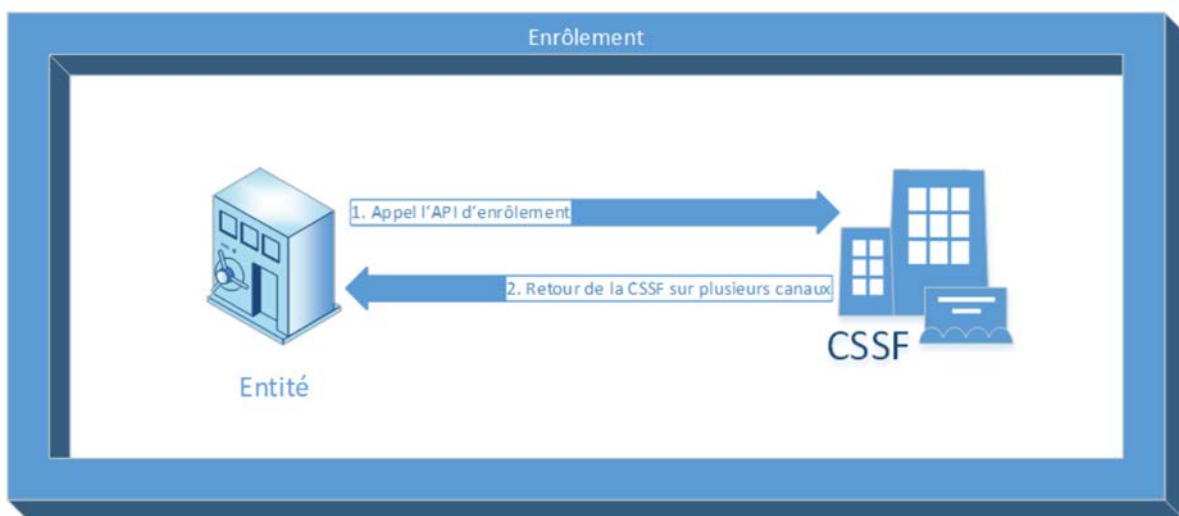 Enrôlement
1. Appel l'API d'enrôlement
2. Retour de la CSSF sur plusieurs canaux
CSSF
Entité